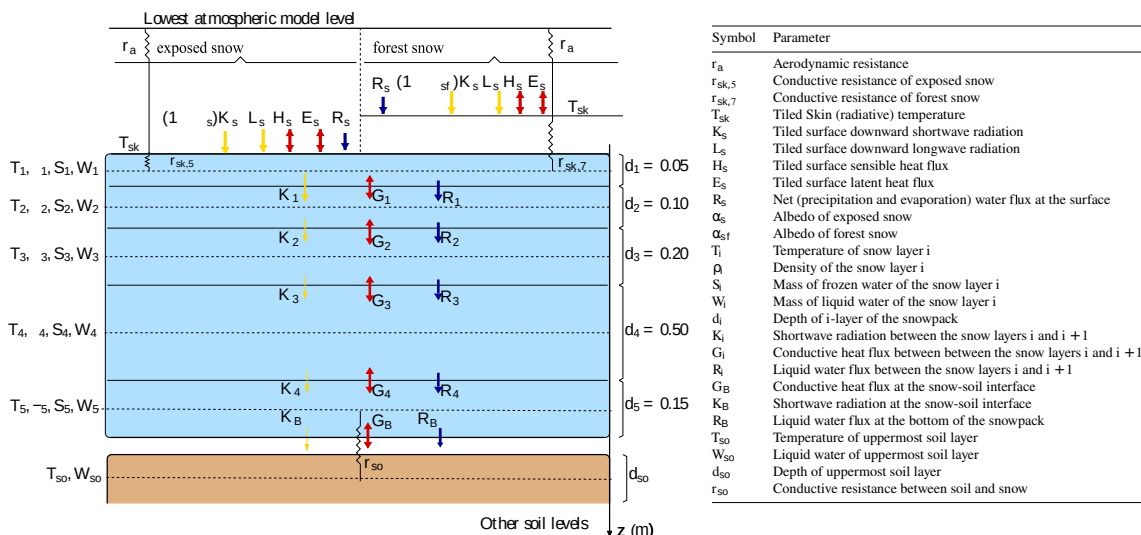 Lowest atmospheric model level
r_a exposed snow forest snow r_a
R_s (1 _sf)K_s L_s H_s E_s
T_sk
(1 _s)K_s L_s H_s E_s R_s
T_sk
r_sk,5 r_sk,7
T_1, _1, S_1, W_1 d_1 = 0.05
K_1 G_1 R_1
T_2, _2, S_2, W_2 d_2 = 0.10
K_2 G_2 R_2
T_3, _3, S_3, W_3 d_3 = 0.20
K_3 G_3 R_3
T_4, _4, S_4, W_4 d_4 = 0.50
K_4 G_4 R_4
T_5, _5, S_5, W_5 d_5 = 0.15
K_B G_B R_B
r_so
T_so, W_so d_so
Other soil levels z (m)
Symbol Parameter
r_a Aerodynamic resistance
r_sk,5 Conductive resistance of exposed snow
r_sk,7 Conductive resistance of forest snow
T_sk Tiled Skin (radiative) temperature
K_s Tiled surface downward shortwave radiation
L_s Tiled surface downward longwave radiation
H_s Tiled surface sensible heat flux
E_s Tiled surface latent heat flux
R_s Net (precipitation and evaporation) water flux at the surface
α_s Albedo of exposed snow
α_sf Albedo of forest snow
T_i Temperature of snow layer i
ρ_i Density of the snow layer i
S_i Mass of frozen water of the snow layer i
W_i Mass of liquid water of the snow layer i
d_i Depth of i-layer of the snowpack
K_i Shortwave radiation between the snow layers i and i + 1
G_i Conductive heat flux between between the snow layers i and i + 1
R_i Liquid water flux between the snow layers i and i + 1
G_B Conductive heat flux at the snow-soil interface
K_B Shortwave radiation at the snow-soil interface
R_B Liquid water flux at the bottom of the snowpack
T_so Temperature of uppermost soil layer
W_so Liquid water of uppermost soil layer
d_so Depth of uppermost soil layer
r_so Conductive resistance between soil and snow